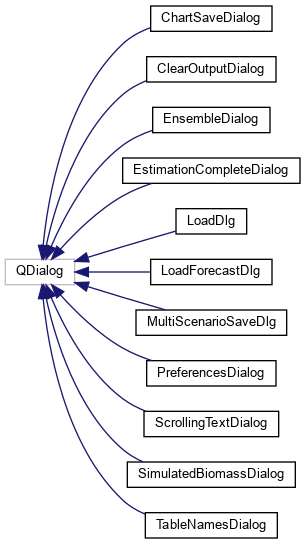 ChartSaveDialog
ClearOutputDialog
EnsembleDialog
EstimationCompleteDialog
LoadDlg
QDialog
LoadForecastDlg
MultiScenarioSaveDlg
PreferencesDialog
ScrollingTextDialog
SimulatedBiomassDialog
TableNamesDialog